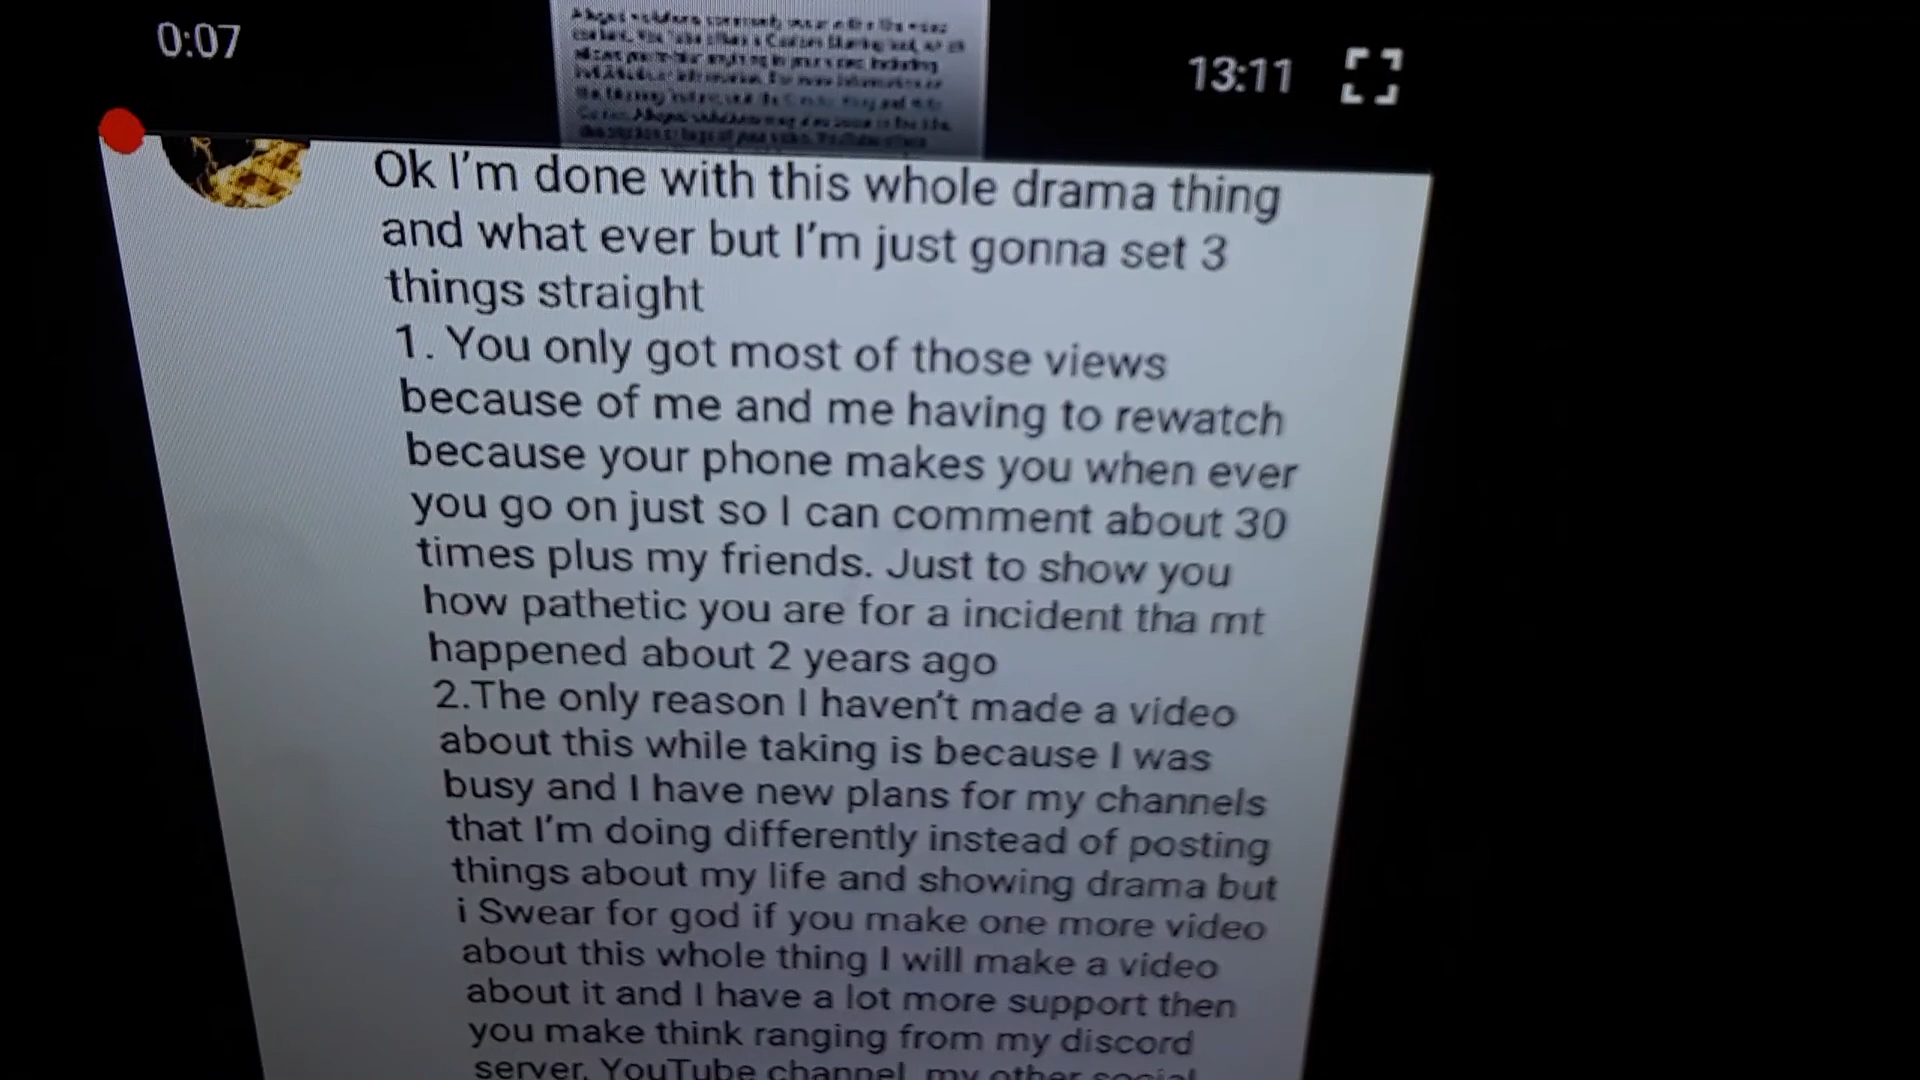 0:07
13:11
Ok I'm done with this whole drama thing
and what ever but I'm just gonna set 3
things straight
1. You only got most of those views
because of me and me having to rewatch
because your phone makes you when ever
you go on just so I can comment about 30
times plus my friends. Just to show you
how pathetic you are for a incident tha mt
happened about 2 years ago
2.The only reason I haven't made a video
about this while taking is because I was
busy and I have new plans for my channels
that I'm doing differently instead of posting
things about my life and showing drama but
i Swear for god if you make one more video
about this whole thing I will make a video
about it and I have a lot more support then
you make think ranging from my discord
server, YouTube channel, my other social